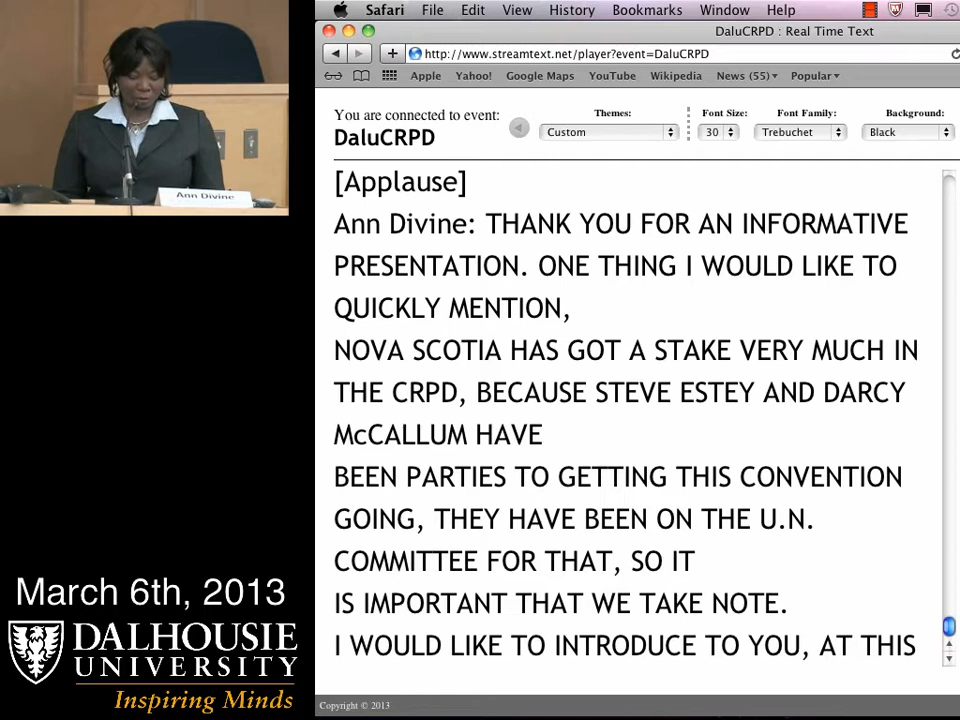 Safari File Edit View History Bookmarks Window Help
DaluCRPD : Real Time Text
http://www.streamtext.net/player?event=DaluCRPD
Apple Yahoo! Google Maps YouTube Wikipedia News (55) Popular
You are connected to event:
DaluCRPD
Themes: Font Size: Font Family: Background:
Custom 30 Trebuchet Black
[Applause]
Ann Divine: THANK YOU FOR AN INFORMATIVE
PRESENTATION. ONE THING I WOULD LIKE TO
QUICKLY MENTION,
NOVA SCOTIA HAS GOT A STAKE VERY MUCH IN
THE CRPD, BECAUSE STEVE ESTEY AND DARCY
McCALLUM HAVE
BEEN PARTIES TO GETTING THIS CONVENTION
GOING, THEY HAVE BEEN ON THE U.N.
COMMITTEE FOR THAT, SO IT
IS IMPORTANT THAT WE TAKE NOTE.
I WOULD LIKE TO INTRODUCE TO YOU, AT THIS
Copyright © 2013
Ann Divine
March 6th, 2013
DALHOUSIE
UNIVERSITY
Inspiring Minds